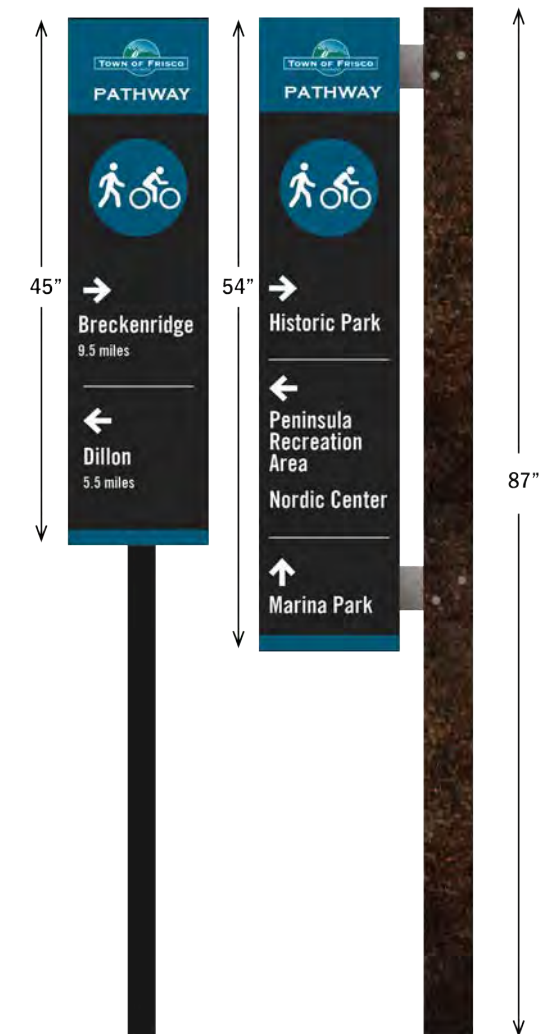 TOWN OF FRISCO
PATHWAY
45”
Breckenridge
9.5 miles
Dillon
5.5 miles
TOWN OF FRISCO
PATHWAY
54”
Historic Park
Peninsula
Recreation
Area
Nordic Center
Marina Park
87”